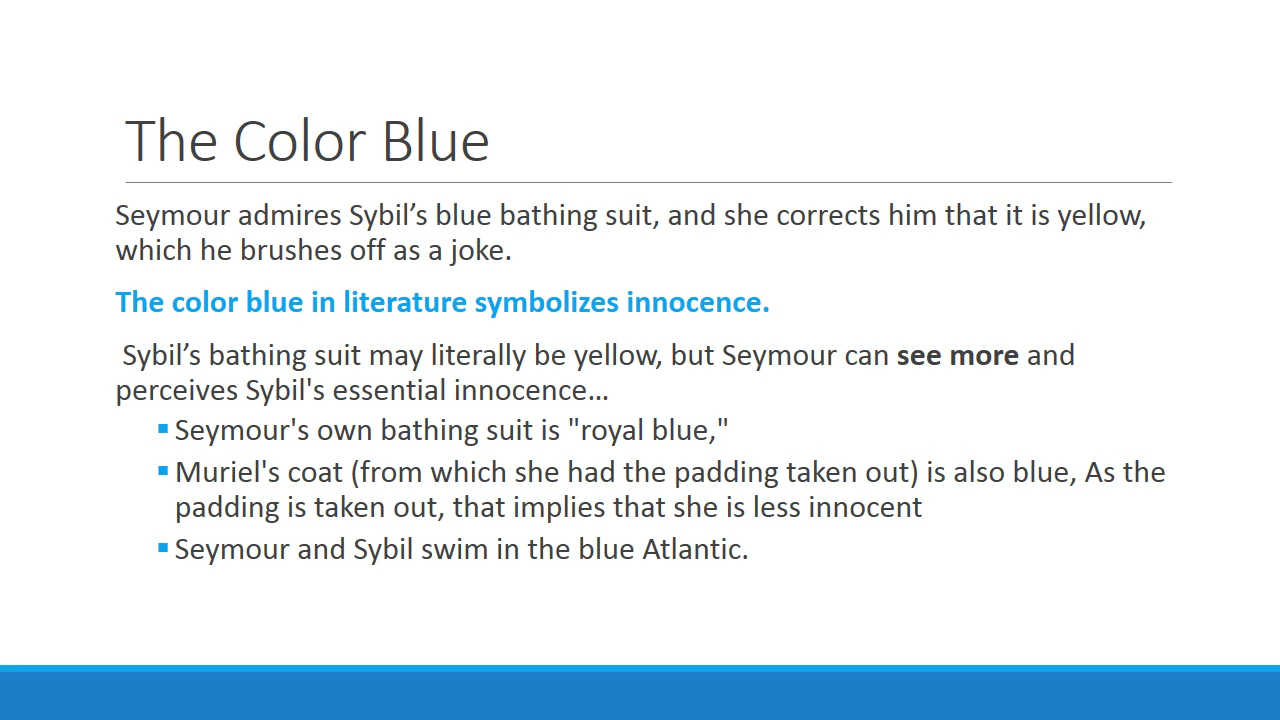 The Color Blue
Seymour admires Sybil’s blue bathing suit, and she corrects him that it is yellow,
which he brushes off as a joke.
The color blue in literature symbolizes innocence.
Sybil’s bathing suit may literally be yellow, but Seymour can see more and
perceives Sybil's essential innocence…
▪ Seymour's own bathing suit is "royal blue,"
▪ Muriel's coat (from which she had the padding taken out) is also blue, As the
padding is taken out, that implies that she is less innocent
▪ Seymour and Sybil swim in the blue Atlantic.